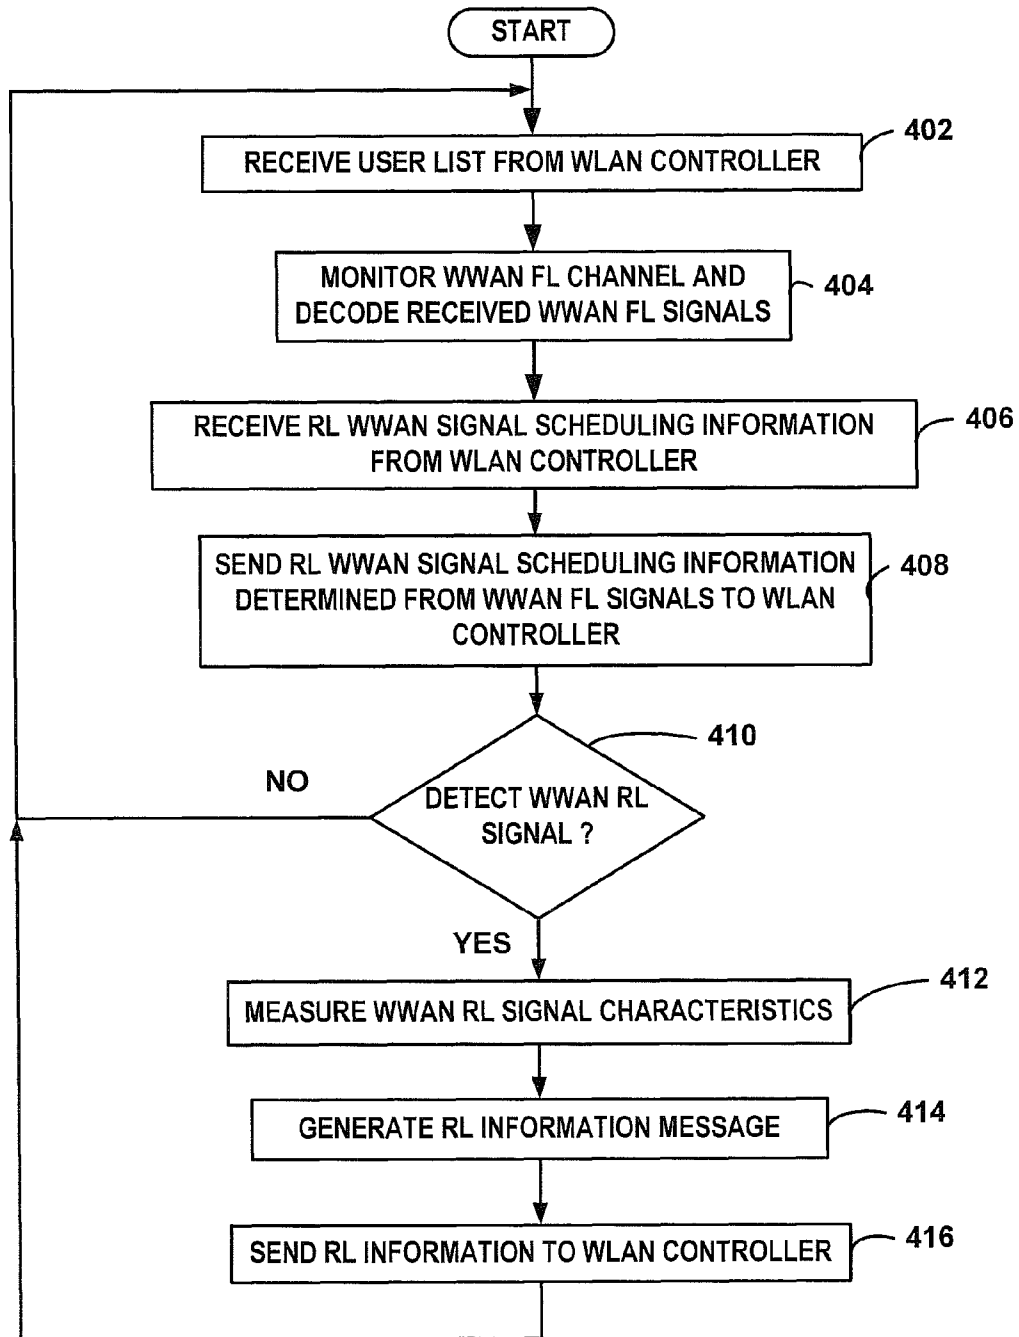 START
RECEIVE USER LIST FROM WLAN CONTROLLER
402
MONITOR WWAN FL CHANNEL AND
DECODE RECEIVED WWAN FL SIGNALS
404
RECEIVE RL WWAN SIGNAL SCHEDULING INFORMATION
FROM WLAN CONTROLLER
406
SEND RL WWAN SIGNAL SCHEDULING INFORMATION
DETERMINED FROM WWAN FL SIGNALS TO WLAN
CONTROLLER
408
410
NO
DETECT WWAN RL
SIGNAL ?
YES
412
MEASURE WWAN RL SIGNAL CHARACTERISTICS
414
GENERATE RL INFORMATION MESSAGE
416
SEND RL INFORMATION TO WLAN CONTROLLER